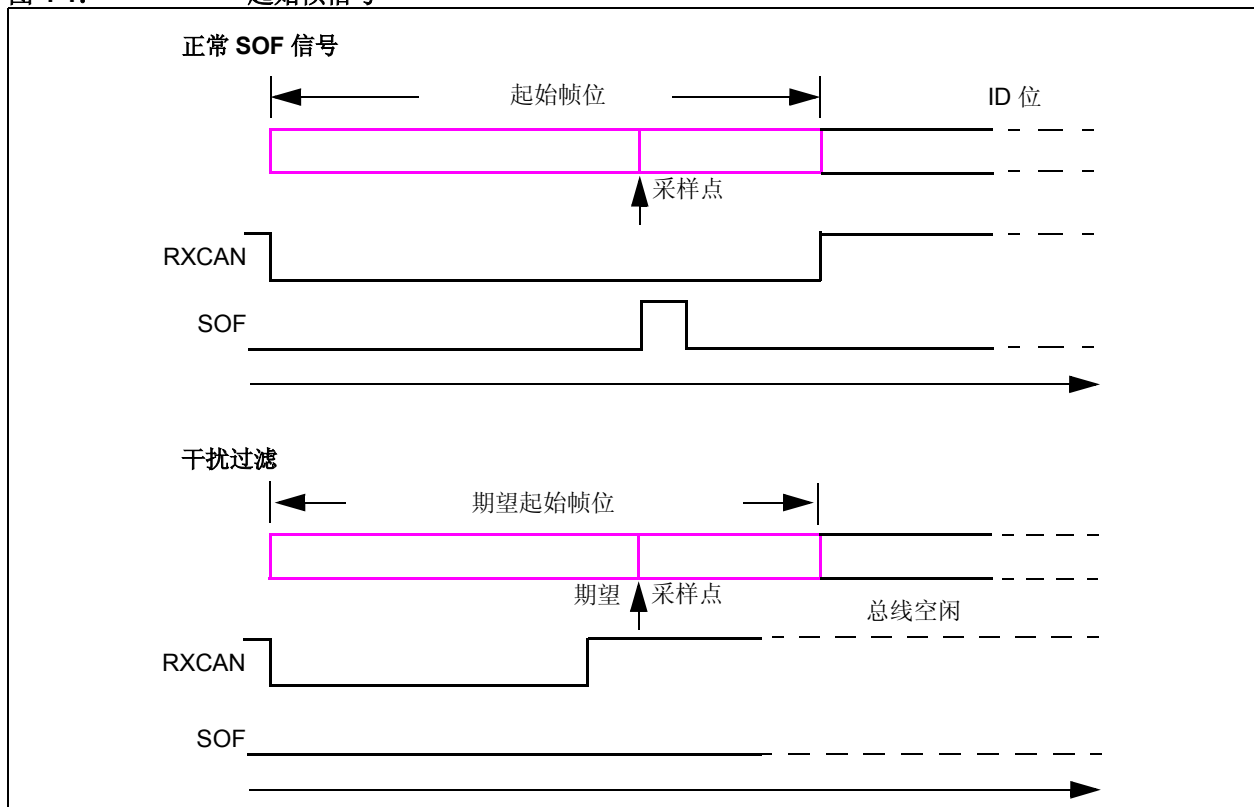 正常 SOF 信号
起始帧位
ID 位
采样点
RXCAN
SOF
干扰过滤
期望起始帧位
期望 采样点
总线空闲
RXCAN
SOF